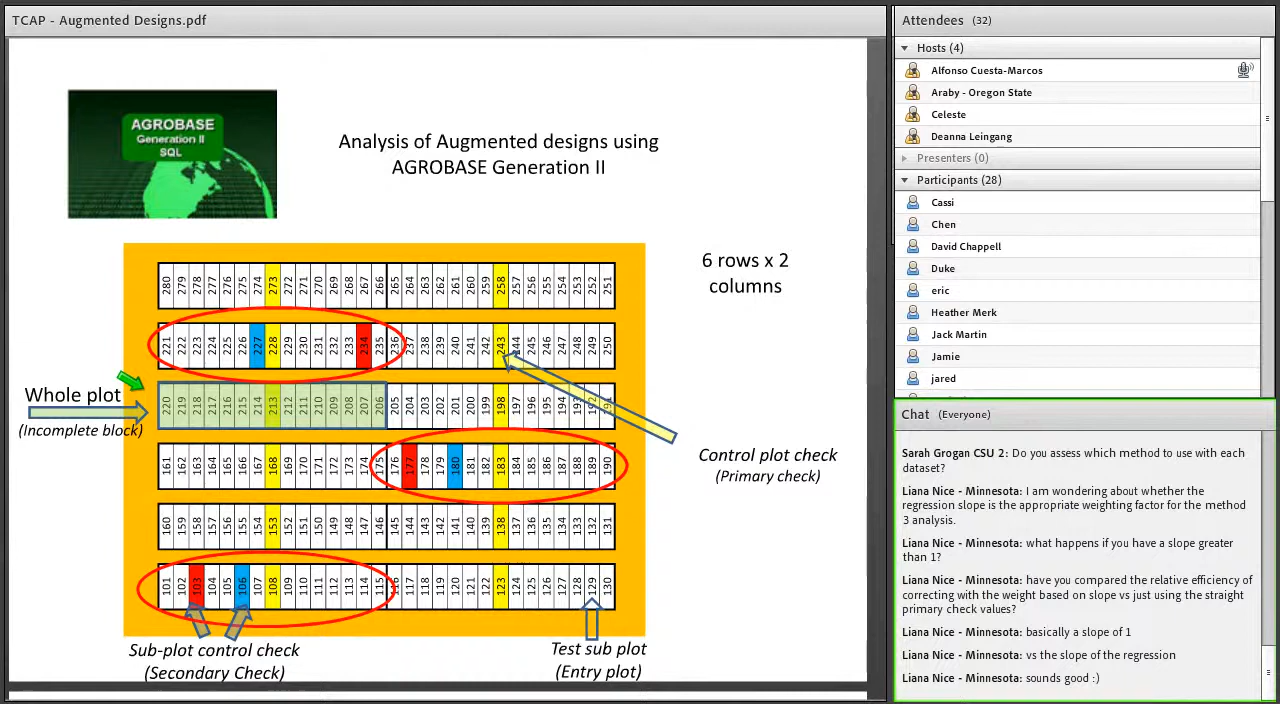 TCAP - Augmented Designs.pdf
AGROBASE
Generation II
SQL
Analysis of Augmented designs using
AGROBASE Generation II
6 rows x 2
columns
280 279 278 277 276 275 274 273 272 271 270 269 268 267 266 265 264 263 262 261 260 259 258 257 256 255 254 253 252 251
221 222 223 224 225 226 227 228 229 230 231 232 233 234 235 236 237 238 239 240 241 242 243 244 245 246 247 248 249 250
Whole plot
(Incomplete block)
220 219 218 217 216 215 214 213 212 211 210 209 208 207 206 205 204 203 202 201 200 199 198 197 196 195 194 193 192 191
Control plot check
(Primary check)
161 162 163 164 165 166 167 168 169 170 171 172 173 174 175 176 177 178 179 180 181 182 183 184 185 186 187 188 189 190
160 159 158 157 156 155 154 153 152 151 150 149 148 147 146 145 144 143 142 141 140 139 138 137 136 135 134 133 132 131
101 102 103 104 105 106 107 108 109 110 111 112 113 114 115 116 117 118 119 120 121 122 123 124 125 126 127 128 129 130
Sub-plot control check
(Secondary Check)
Test sub plot
(Entry plot)
Attendees (32)
Hosts (4)
Alfonso Cuesta-Marcos
Araby - Oregon State
Celeste
Deanna Leingang
Presenters (0)
Participants (28)
Cassi
Chen
David Chappell
Duke
eric
Heather Merk
Jack Martin
Jamie
jared
Chat (Everyone)
Sarah Grogan CSU 2: Do you assess which method to use with each
dataset?
Liana Nice - Minnesota: I am wondering about whether the
regression slope is the appropriate weighting factor for the method
3 analysis.
Liana Nice - Minnesota: what happens if you have a slope greater
than 1?
Liana Nice - Minnesota: have you compared the relative efficiency of
correcting with the weight based on slope vs just using the straight
primary check values?
Liana Nice - Minnesota: basically a slope of 1
Liana Nice - Minnesota: vs the slope of the regression
Liana Nice - Minnesota: sounds good :)